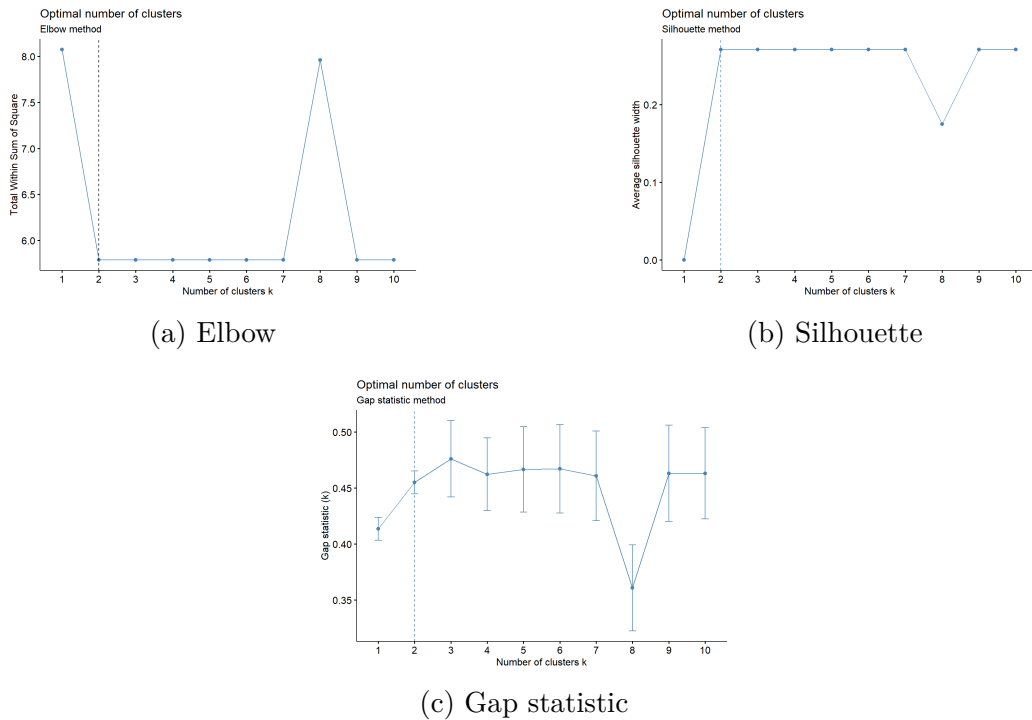 Optimal number of clusters
Elbow method
Total Within Sum of Square
8.0
7.5
7.0
6.5
6.0
1 2 3 4 5 6 7 8 9 10
Number of clusters k
(a) Elbow
Optimal number of clusters
Silhouette method
Average silhouette width
0.2
0.1
0.0
1 2 3 4 5 6 7 8 9 10
Number of clusters k
(b) Silhouette
Optimal number of clusters
Gap statistic method
Gap statistic (k)
0.50
0.45
0.40
0.35
1 2 3 4 5 6 7 8 9 10
Number of clusters k
(c) Gap statistic